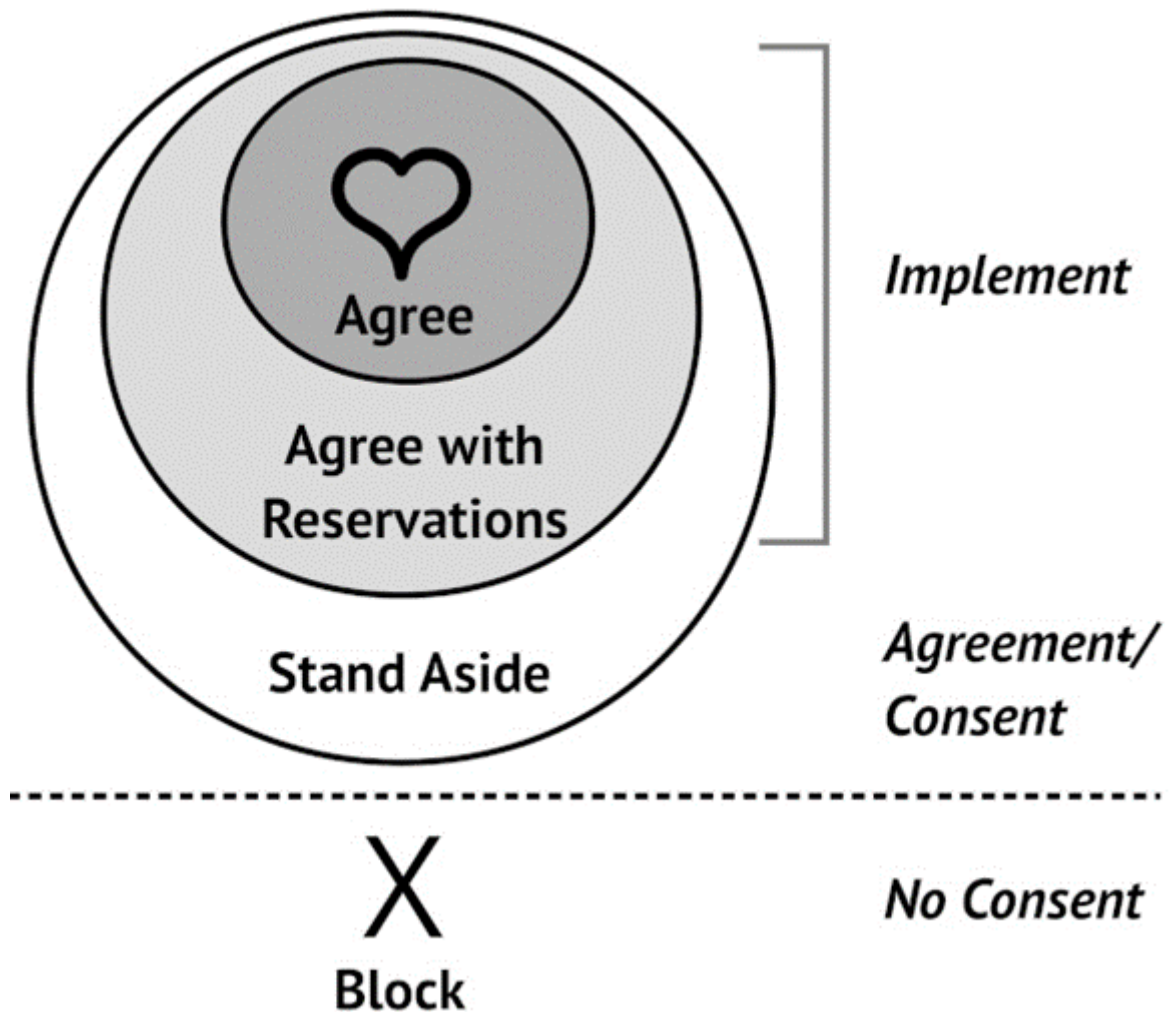 Agree
Implement
Agree with
Reservations
Stand Aside
Agreement/
Consent
X
Block
No Consent